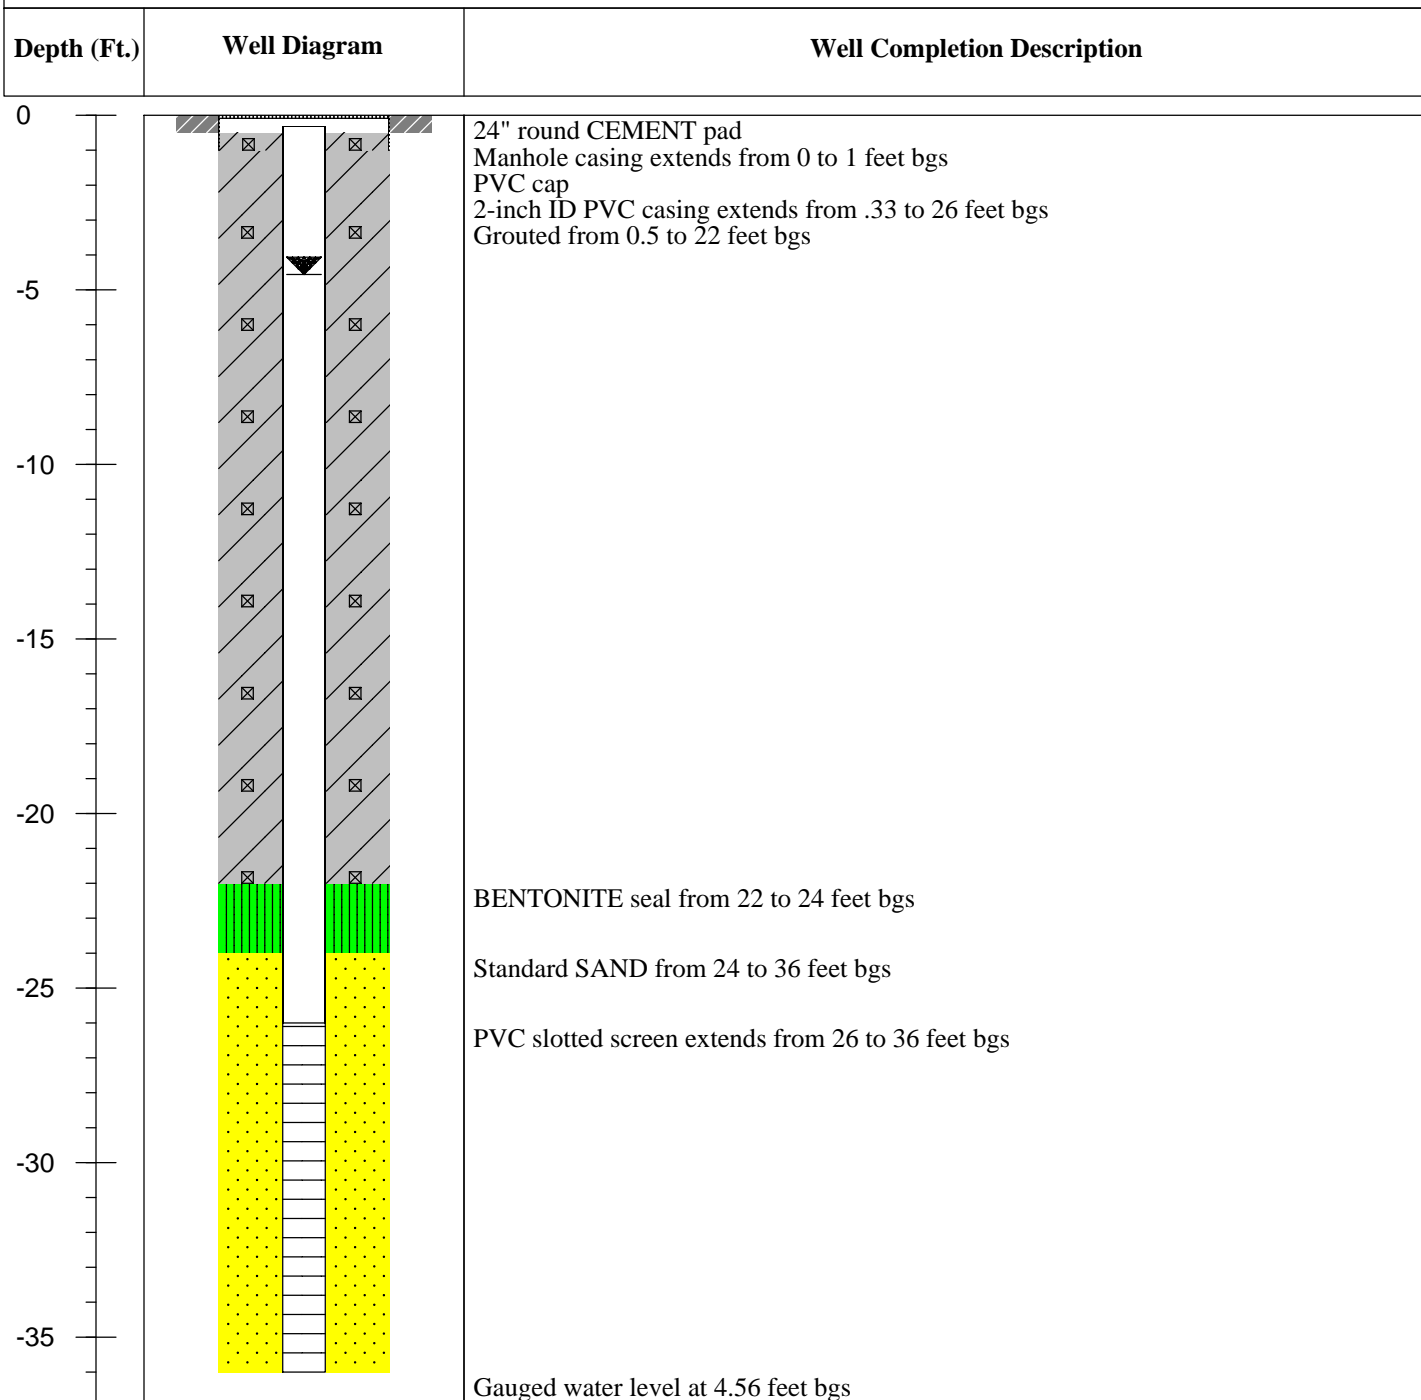 Depth (Ft.) Well Diagram Well Completion Description
0
24" round CEMENT pad
Manhole casing extends from 0 to 1 feet bgs
PVC cap
2-inch ID PVC casing extends from .33 to 26 feet bgs
Grouted from 0.5 to 22 feet bgs
-5
-10
-15
-20
BENTONITE seal from 22 to 24 feet bgs
Standard SAND from 24 to 36 feet bgs
-25
PVC slotted screen extends from 26 to 36 feet bgs
-30
-35
Gauged water level at 4.56 feet bgs